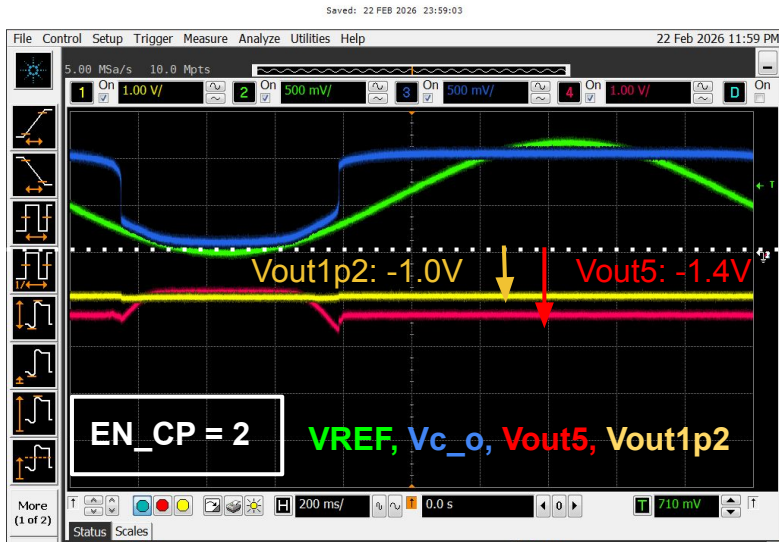 Saved: 22 FEB 2026 23:59:03
File Control Setup Trigger Measure Analyze Utilities Help 22 Feb 2026 11:59 PM
5.00 MSa/s 10.0 Mpts
1 On 1.00 V/ 2 On 500 mV/ 3 On 500 mV/ 4 On 1.00 V/ D On
T
2
Vout1p2: -1.0V Vout5: -1.4V
EN_CP = 2 VREF, Vc_o, Vout5, Vout1p2
More
(1 of 2)
H 200 ms/ 0.0 s 0 T 710 mV
Status Scales